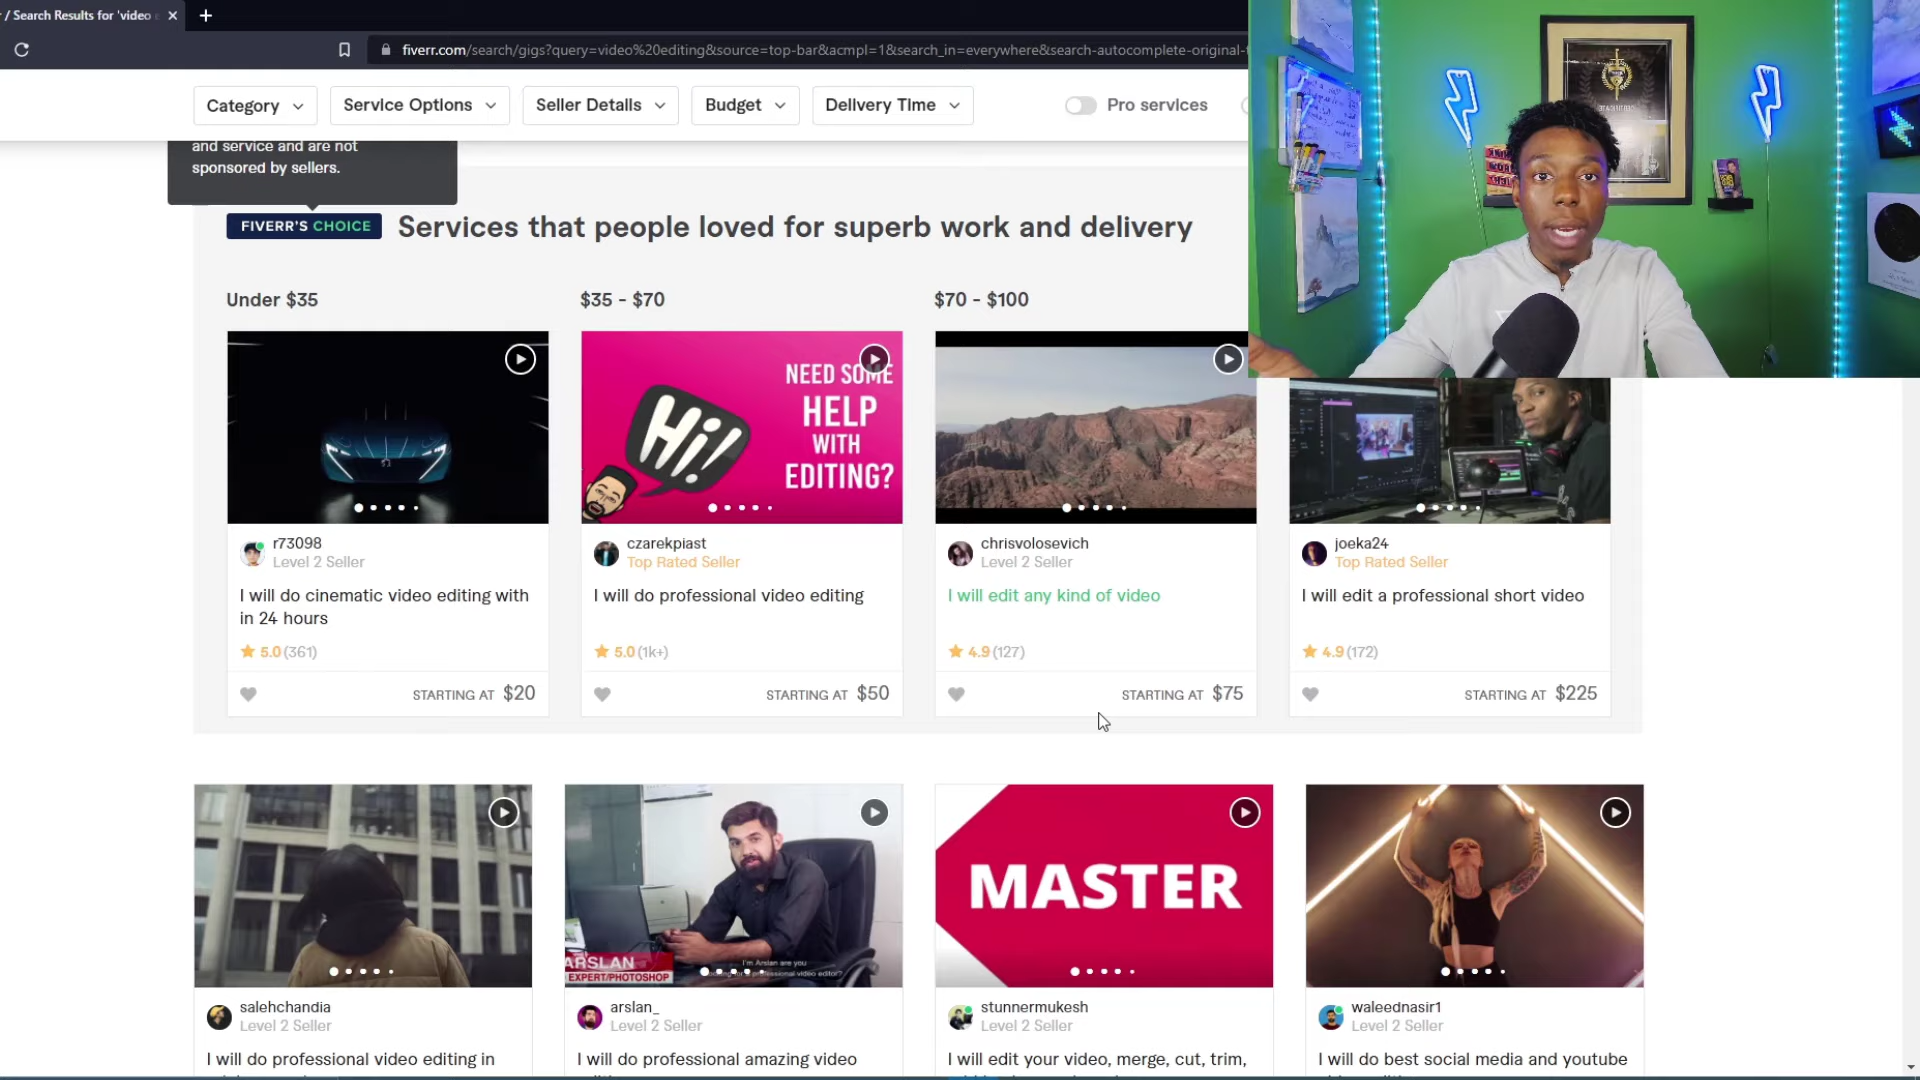 / Search Results for 'video
fiverr.com/search/gigs?query=video%20editing&source=top-bar&acmpl=1&search_in=everywhere&search-autocomplete-original-
Category
Service Options
Seller Details
Budget
Delivery Time
Pro services
and service and are not
sponsored by sellers.
FIVERR'S CHOICE
Services that people loved for superb work and delivery
Under $35
$35 - $70
$70 - $100
NEED SOME
HELP
WITH
EDITING?
Hi!
r73098
Level 2 Seller
I will do cinematic video editing with
in 24 hours
5.0 (361)
STARTING AT $20
czarekpiast
Top Rated Seller
I will do professional video editing
5.0 (1k+)
STARTING AT $50
chrisvolosevich
Level 2 Seller
I will edit any kind of video
4.9 (127)
STARTING AT $75
joeka24
Top Rated Seller
I will edit a professional short video
4.9 (172)
STARTING AT $225
ARSLAN
EXPERT/PHOTOSHOP
I'm Arslan are you
professional video editor?
MASTER
salehchandia
Level 2 Seller
I will do professional video editing in
arslan_
Level 2 Seller
I will do professional amazing video
stunnermukesh
Level 2 Seller
I will edit your video, merge, cut, trim,
waleednasir1
Level 2 Seller
I will do best social media and youtube